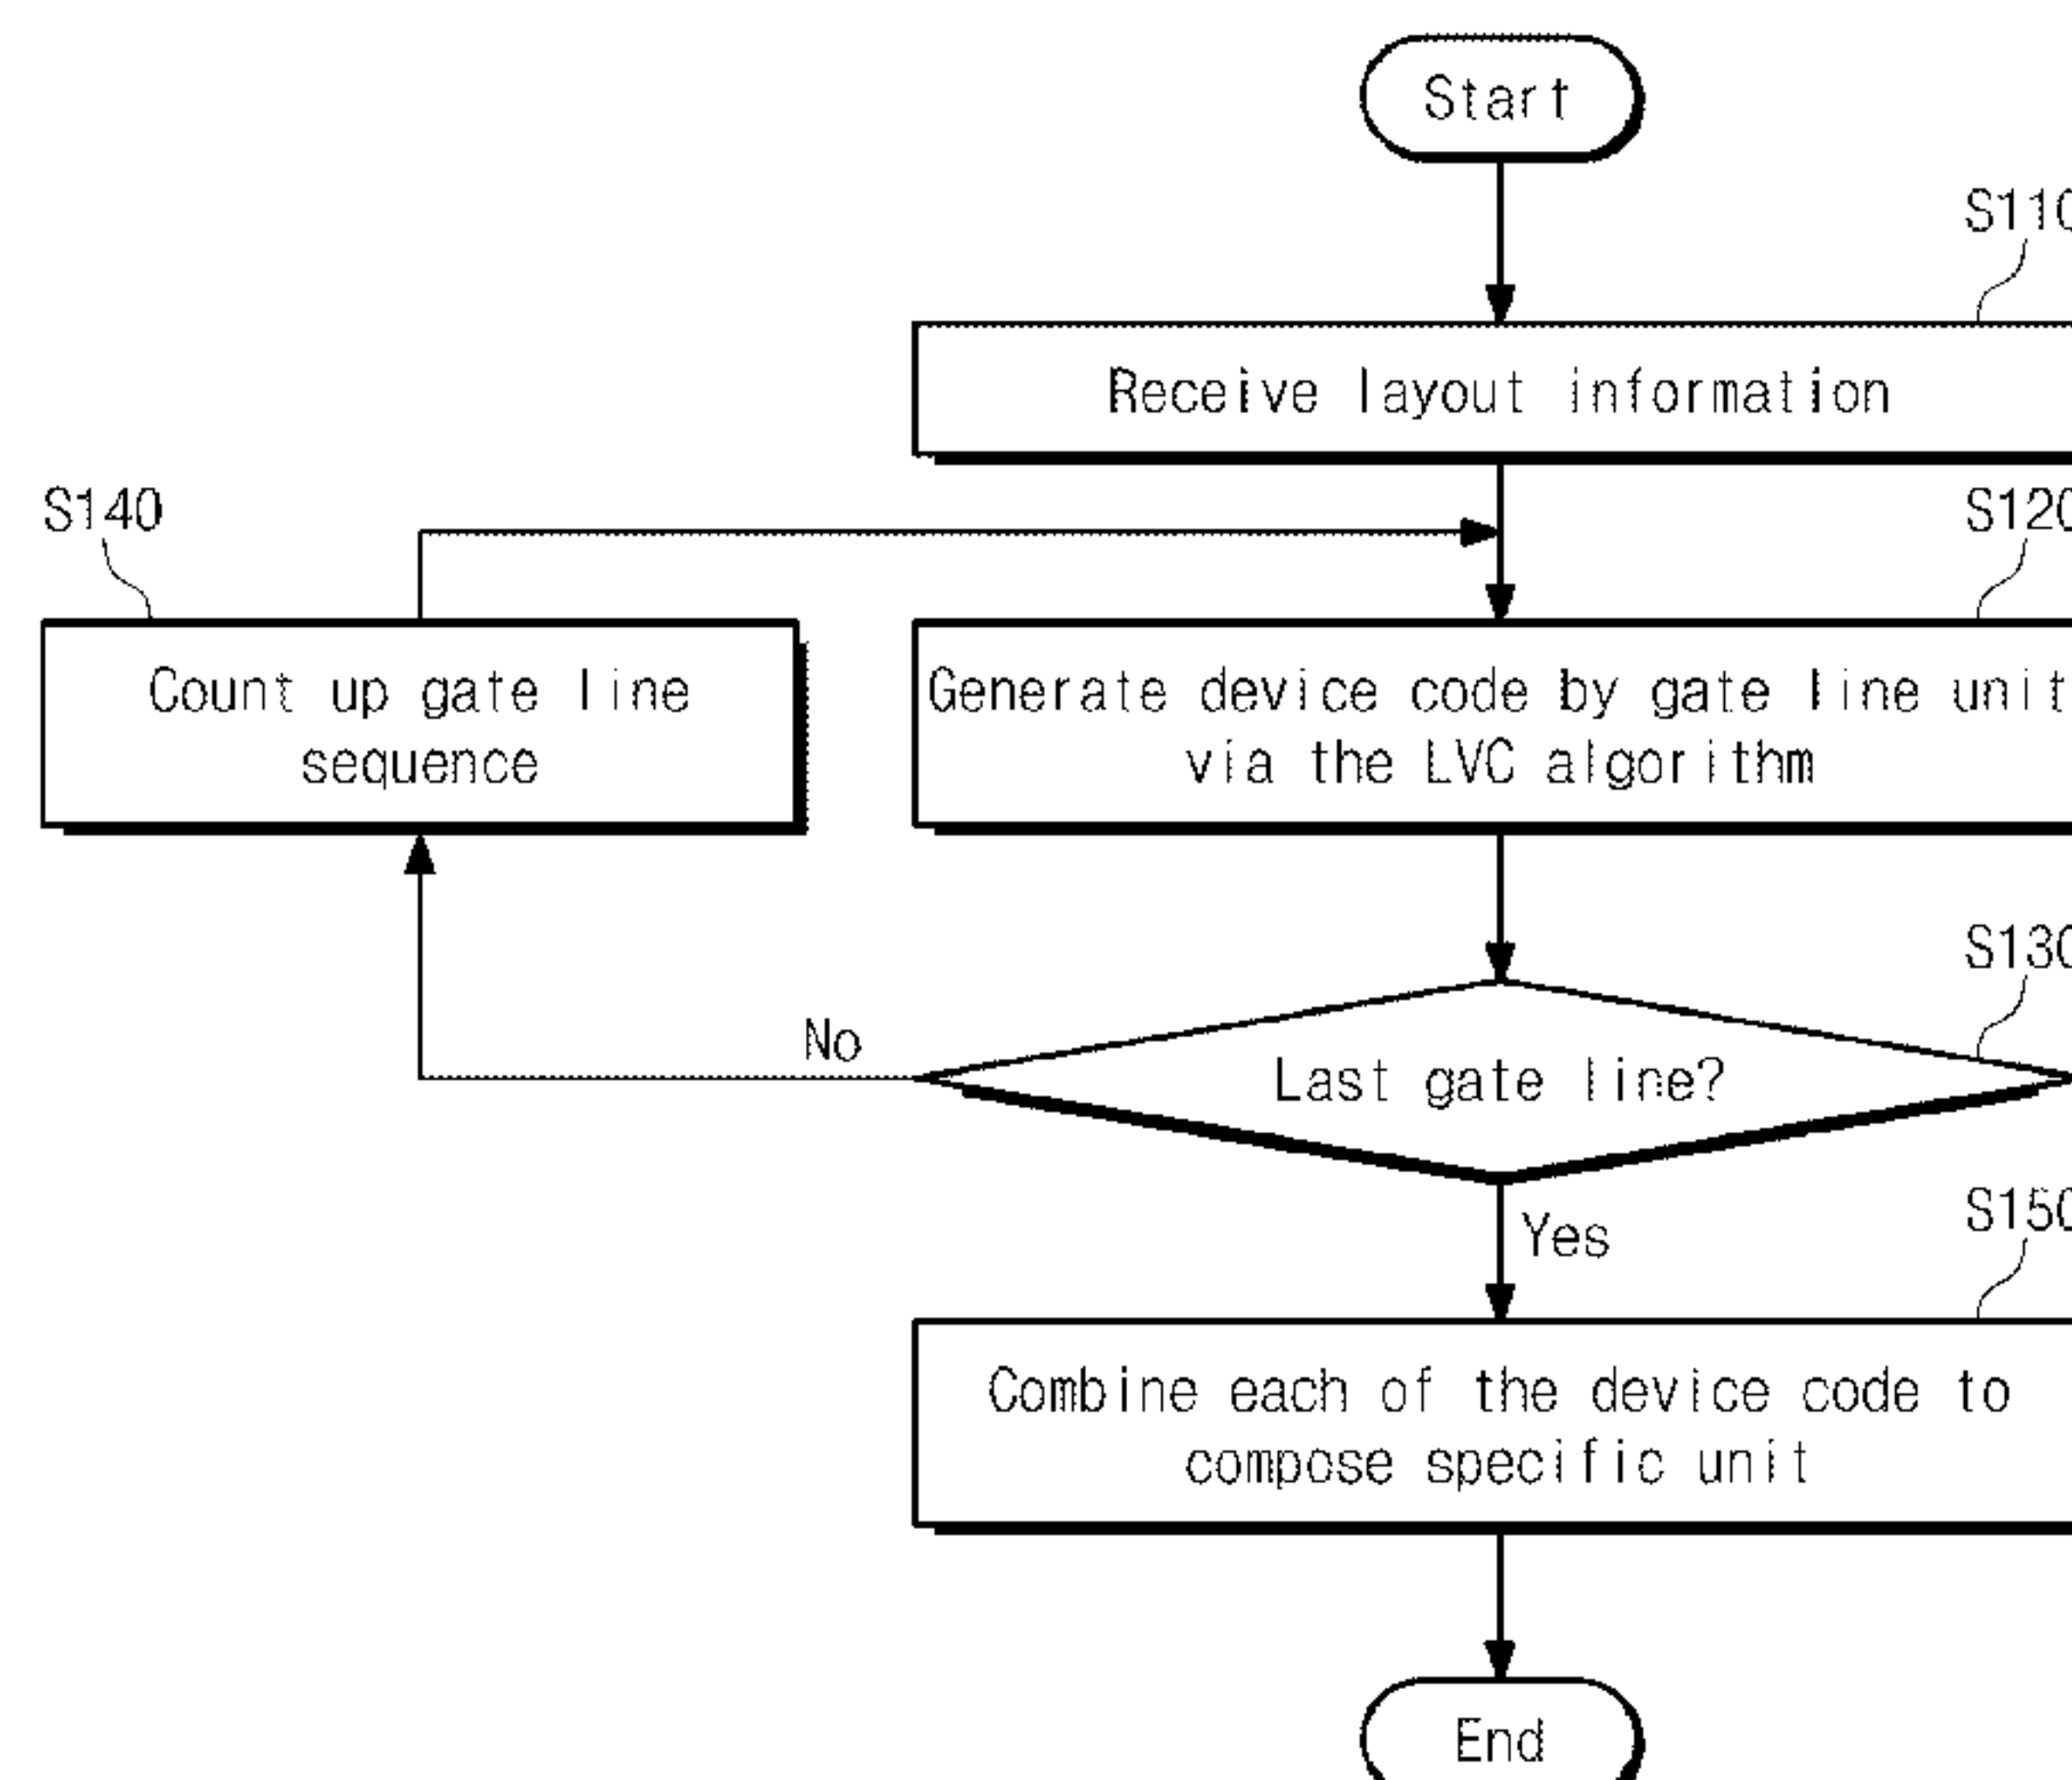 Start
S110
Receive layout information
S140
S120
Count up gate line
sequence
Generate device code by gate line unit
via the LVC algorithm
S130
No
Last gate line?
Yes
S150
Combine each of the device code to
compose specific unit
End